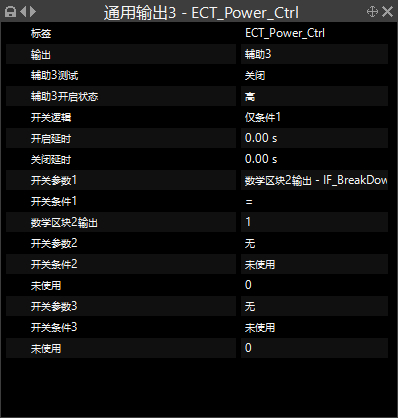 通用输出3 - ECT_Power_Ctrl
标签 ECT_Power_Ctrl
输出 辅助3
辅助3测试 关闭
辅助3开启状态 高
开关逻辑 仅条件1
开启延时 0.00 s
关闭延时 0.00 s
开关参数1 数学区块2输出 - IF_BreakDow
开关条件1 =
数学区块2输出 1
开关参数2 无
开关条件2 未使用
未使用 0
开关参数3 无
开关条件3 未使用
未使用 0